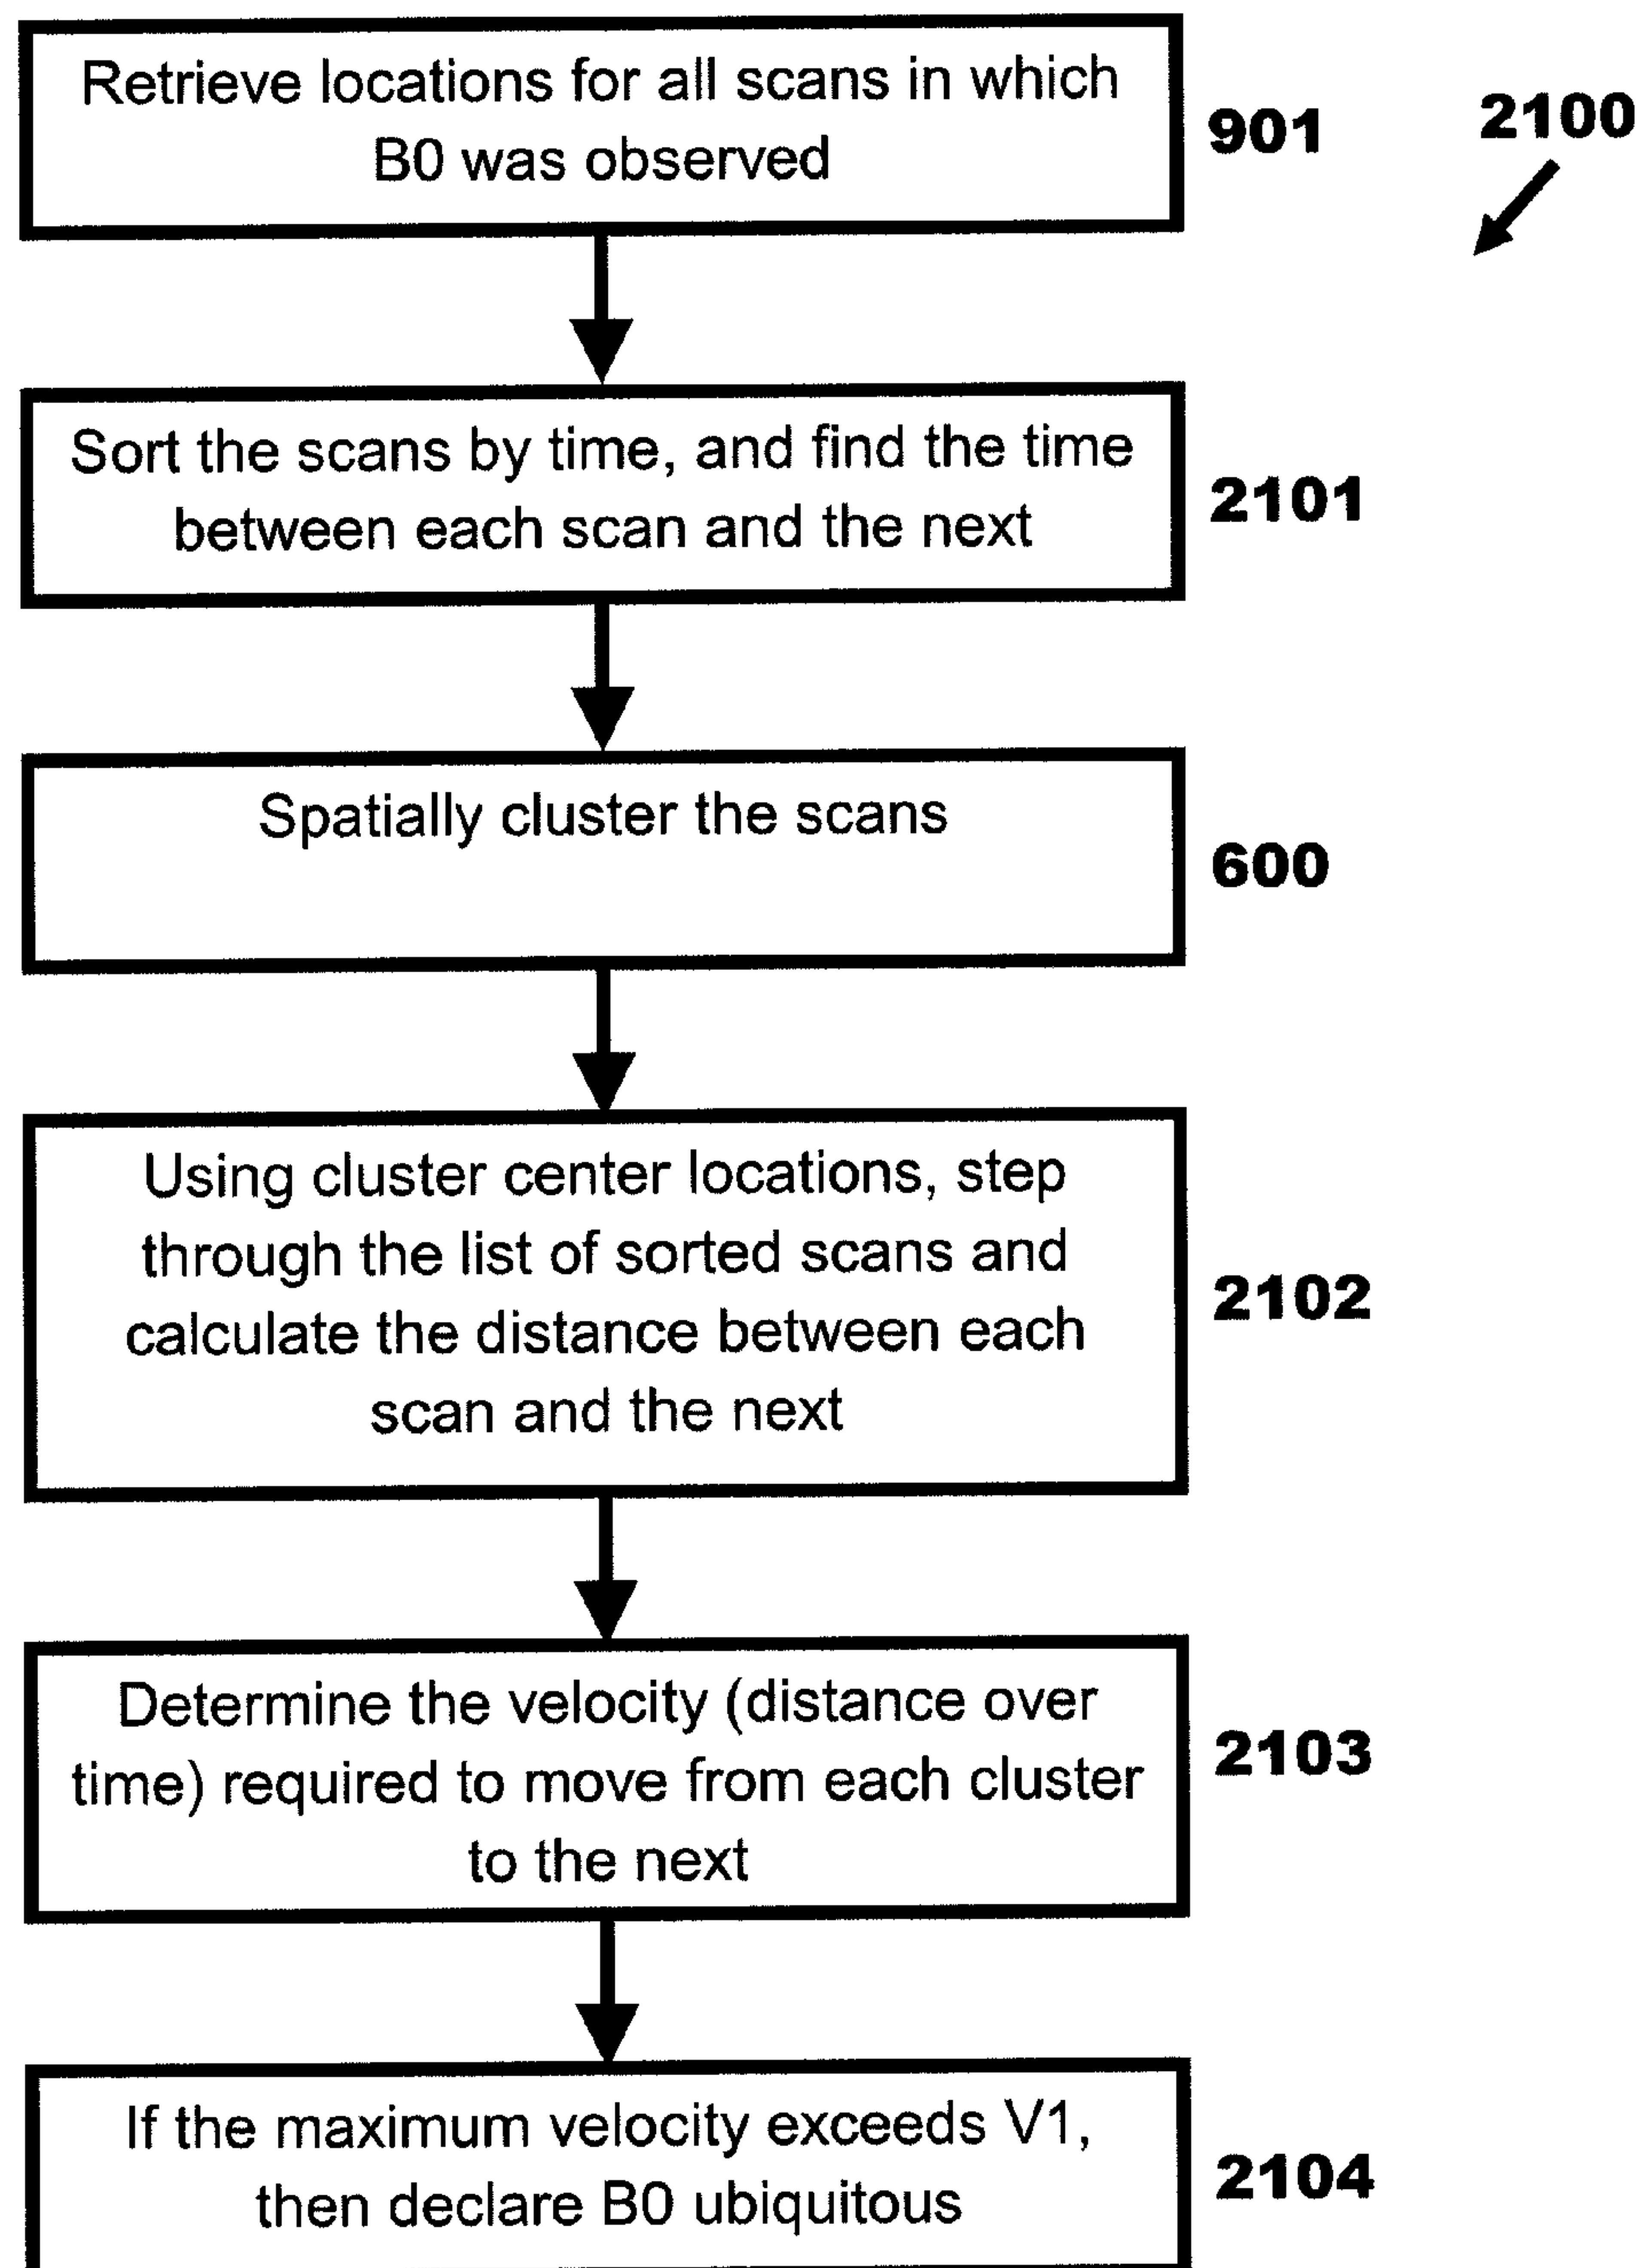 Retrieve locations for all scans in which
B0 was observed
901
2100
Sort the scans by time, and find the time
between each scan and the next
2101
Spatially cluster the scans
600
Using cluster center locations, step
through the list of sorted scans and
calculate the distance between each
scan and the next
2102
Determine the velocity (distance over
time) required to move from each cluster
to the next
2103
If the maximum velocity exceeds V1,
then declare B0 ubiquitous
2104